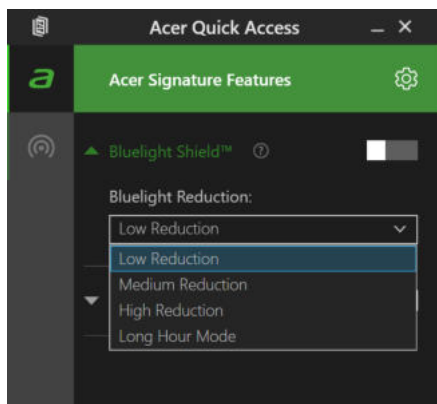 Acer Quick Access
a
Acer Signature Features
Bluelight Shield™ ?
Bluelight Reduction:
Low Reduction
Low Reduction
Medium Reduction
High Reduction
Long Hour Mode